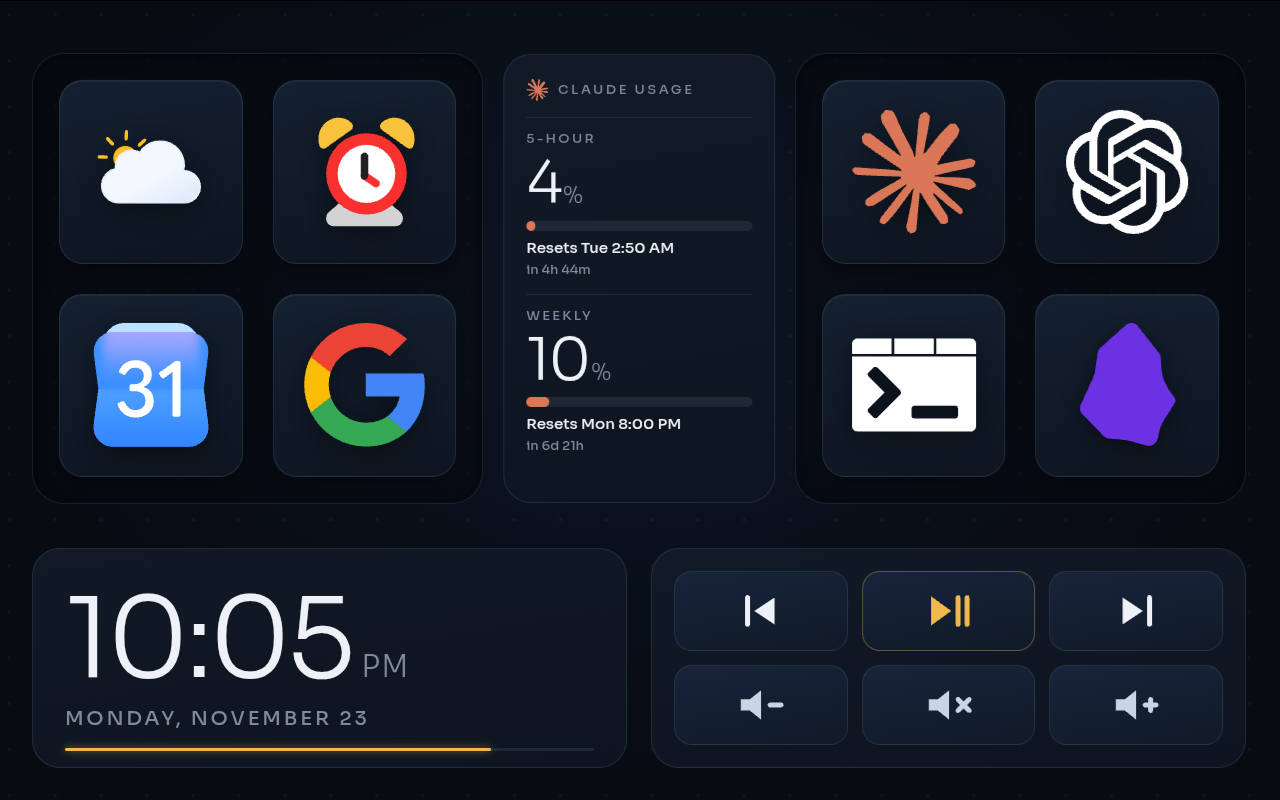 CLAUDE USAGE
5-HOUR
4%
Resets Tue 2:50 AM
in 4h 44m
WEEKLY
10%
Resets Mon 8:00 PM
in 6d 21h
31
10:05 PM
MONDAY, NOVEMBER 23